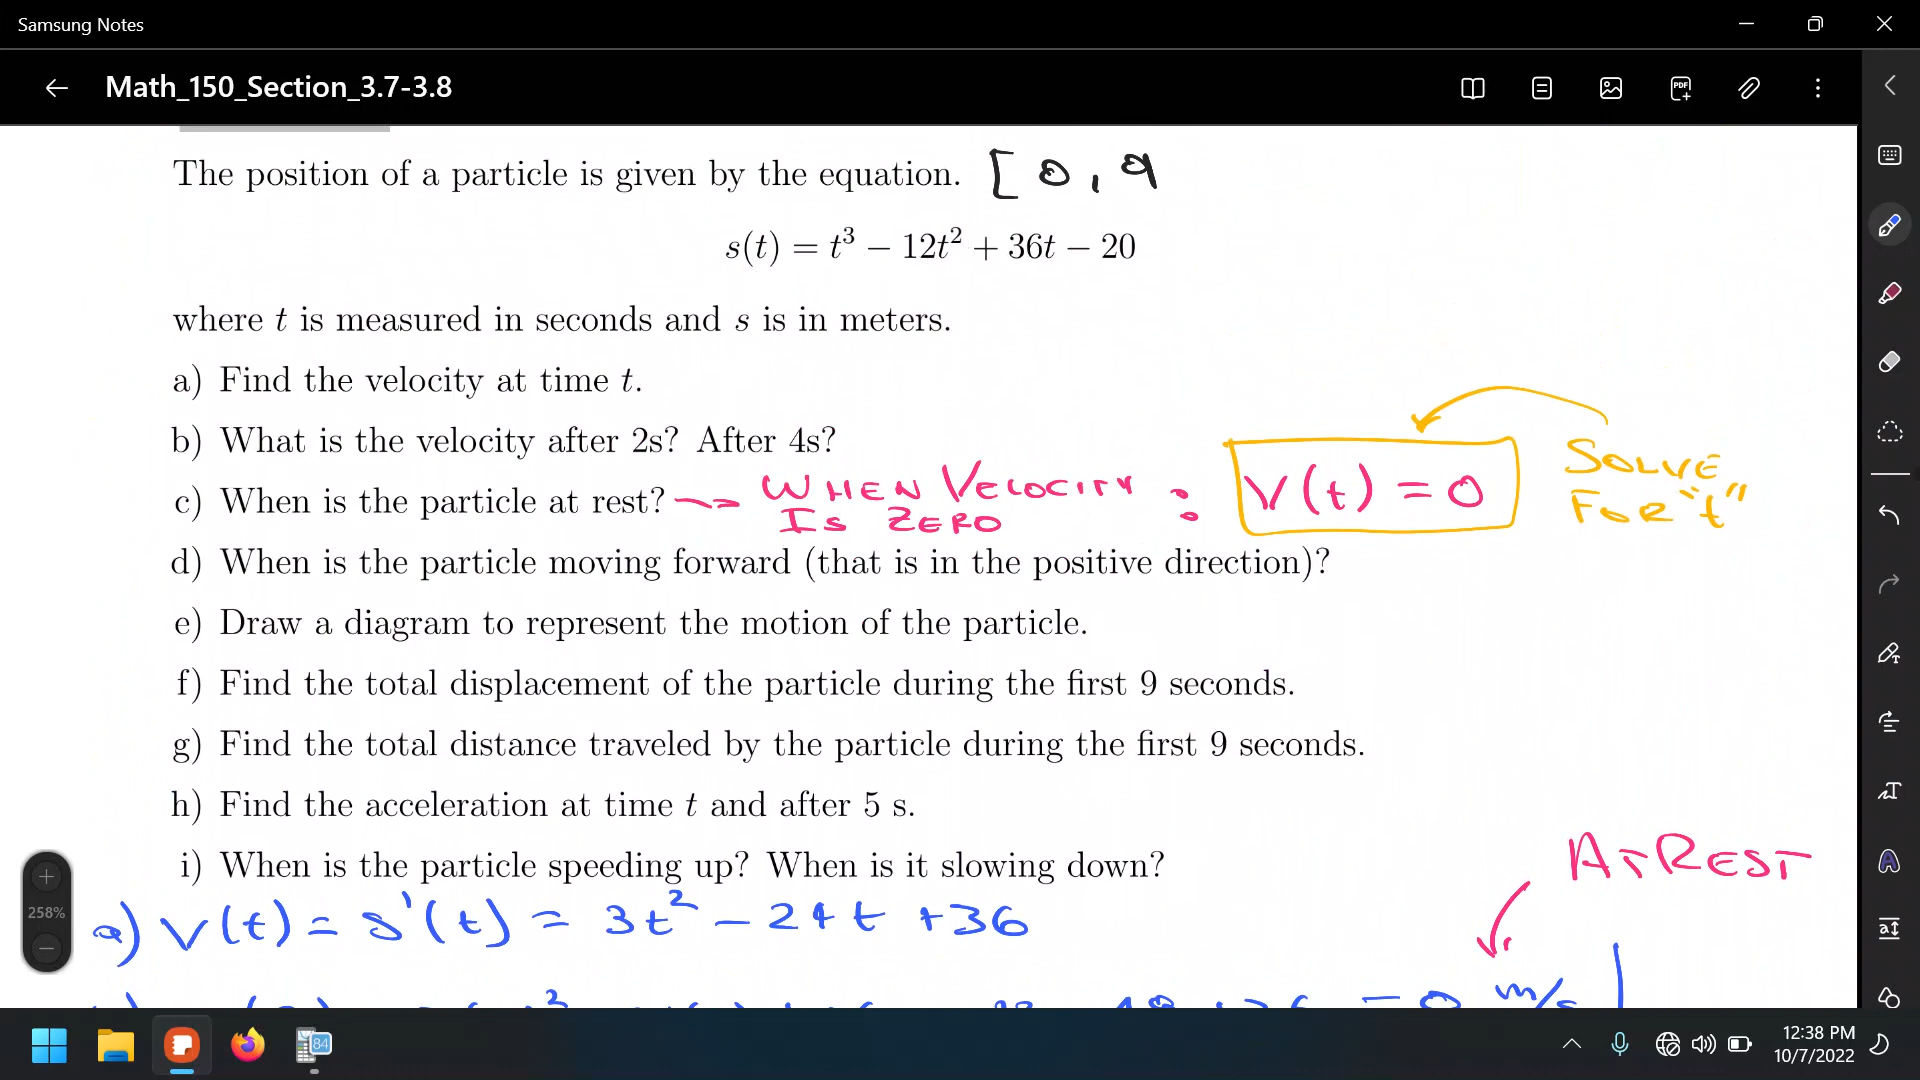 Samsung Notes
Math_150_Section_3.7-3.8
The position of a particle is given by the equation. [ 0, 9
s(t) = t³ − 12t² + 36t − 20
where t is measured in seconds and s is in meters.
a) Find the velocity at time t.
b) What is the velocity after 2s? After 4s?
c) When is the particle at rest? → WHEN VELOCITY IS ZERO : V(t) = 0
SOLVE
FOR "t"
d) When is the particle moving forward (that is in the positive direction)?
e) Draw a diagram to represent the motion of the particle.
f) Find the total displacement of the particle during the first 9 seconds.
g) Find the total distance traveled by the particle during the first 9 seconds.
h) Find the acceleration at time t and after 5 s.
i) When is the particle speeding up? When is it slowing down?
AT REST
a) V(t) = s'(t) = 3t² − 24t + 36
= 0 m/s
258%
84
12:38 PM
10/7/2022